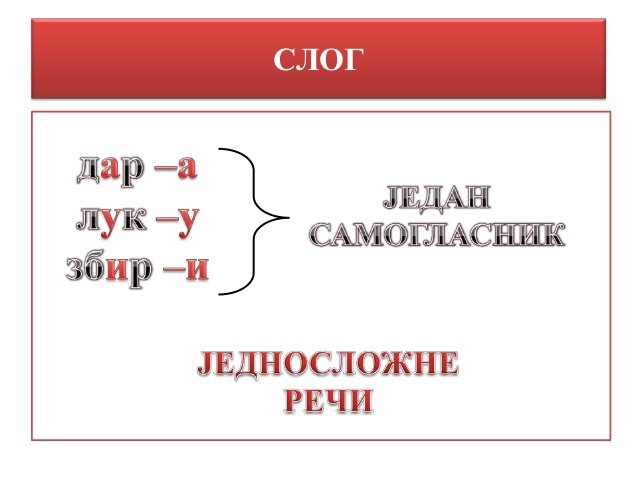 СЛОГ
дар –а
лук –у
збир –и
ЈЕДАН
САМОГЛАСНИК
ЈЕДНОСЛОЖНЕ
РЕЧИ